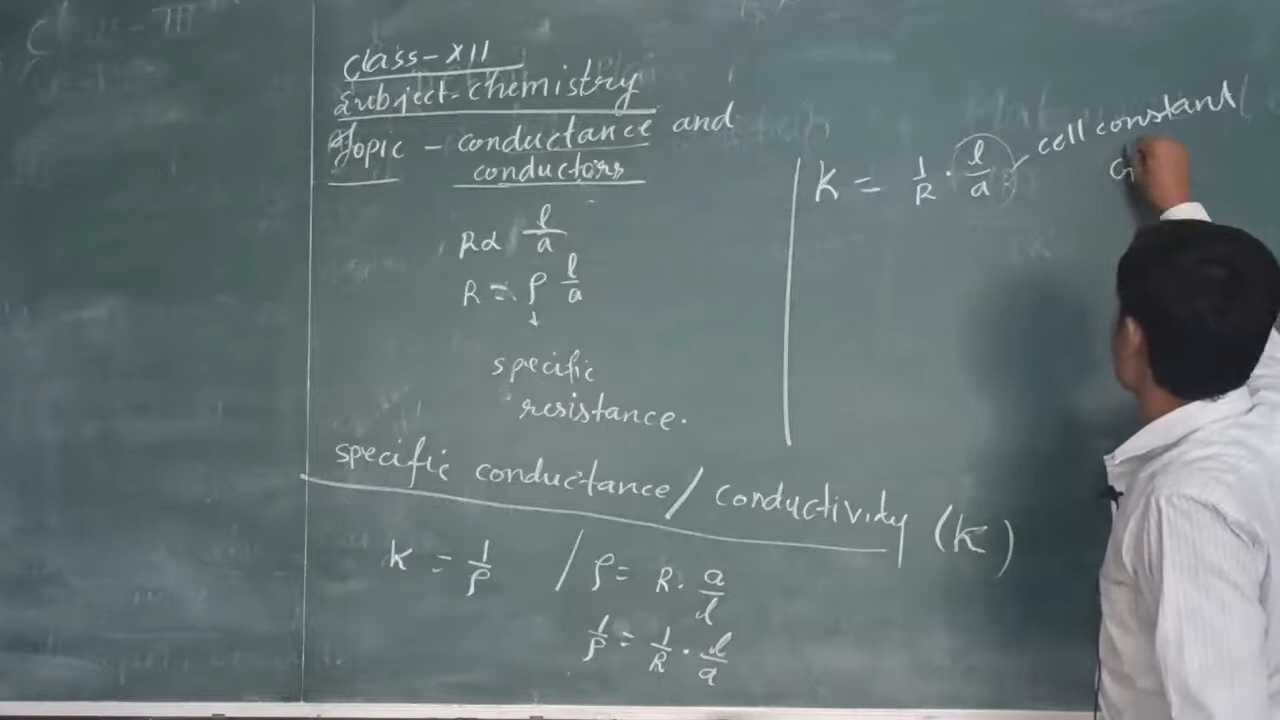 Class-XII
Subject-chemistry
Topic - conductance and
conductors
R ∝ l/a
R = ρ l/a
↓
specific
resistance.
specific conductance/conductivity (K)
K = 1/ρ / ρ = R. a/l
1/ρ = 1/R . l/a
K = 1/R . l/a cell constant (
G